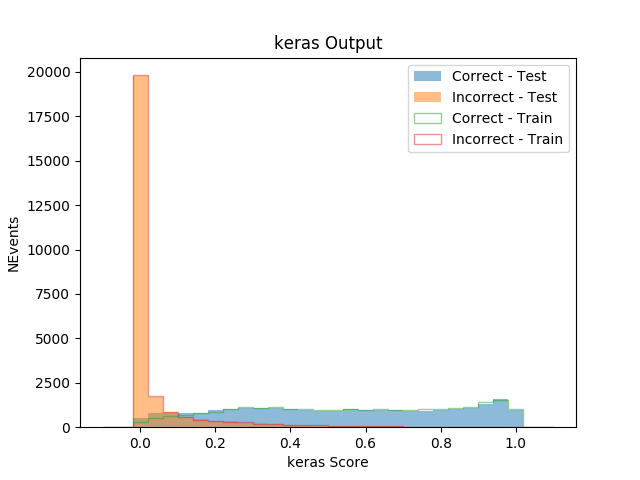 keras Output
Correct - Test
Incorrect - Test
Correct - Train
Incorrect - Train
NEvents
20000
17500
15000
12500
10000
7500
5000
2500
0
0.0 0.2 0.4 0.6 0.8 1.0
keras Score